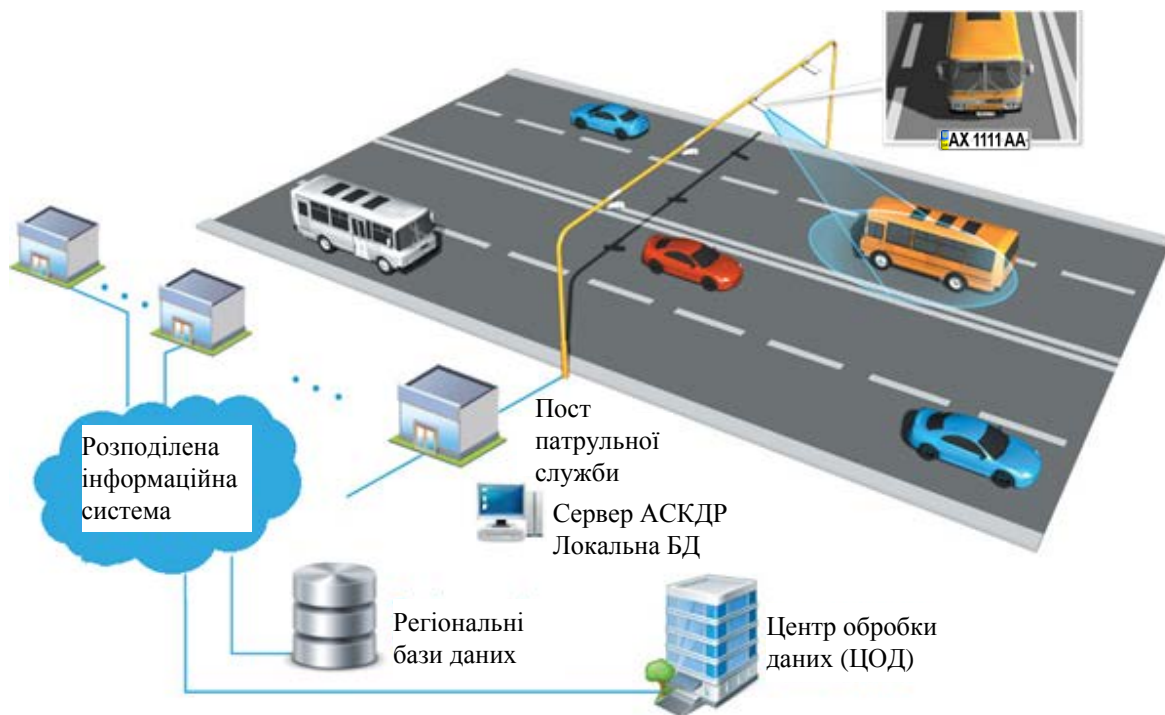 AX 1111 AA
Пост
патрульної
служби
Розподілена
інформаційна
система
Сервер АСКДР
Локальна БД
Регіональні
бази даних
Центр обробки
даних (ЦОД)